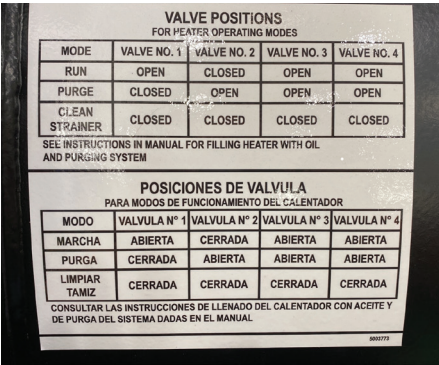 VALVE POSITIONS
FOR HEATER OPERATING MODES
MODE VALVE NO. 1 VALVE NO. 2 VALVE NO. 3 VALVE NO. 4
RUN OPEN CLOSED OPEN OPEN
PURGE CLOSED OPEN OPEN OPEN
CLEAN
STRAINER CLOSED CLOSED CLOSED CLOSED
SEE INSTRUCTIONS IN MANUAL FOR FILLING HEATER WITH OIL
AND PURGING SYSTEM
POSICIONES DE VALVULA
PARA MODOS DE FUNCIONAMIENTO DEL CALENTADOR
MODO VALVULA N° 1 VALVULA N° 2 VALVULA N° 3 VALVULA N° 4
MARCHA ABIERTA CERRADA ABIERTA ABIERTA
PURGA CERRADA ABIERTA ABIERTA ABIERTA
LIMPIAR
TAMIZ CERRADA CERRADA CERRADA CERRADA
CONSULTAR LAS INSTRUCCIONES DE LLENADO DEL CALENTADOR CON ACEITE Y
DE PURGA DEL SISTEMA DADAS EN EL MANUAL
5003773